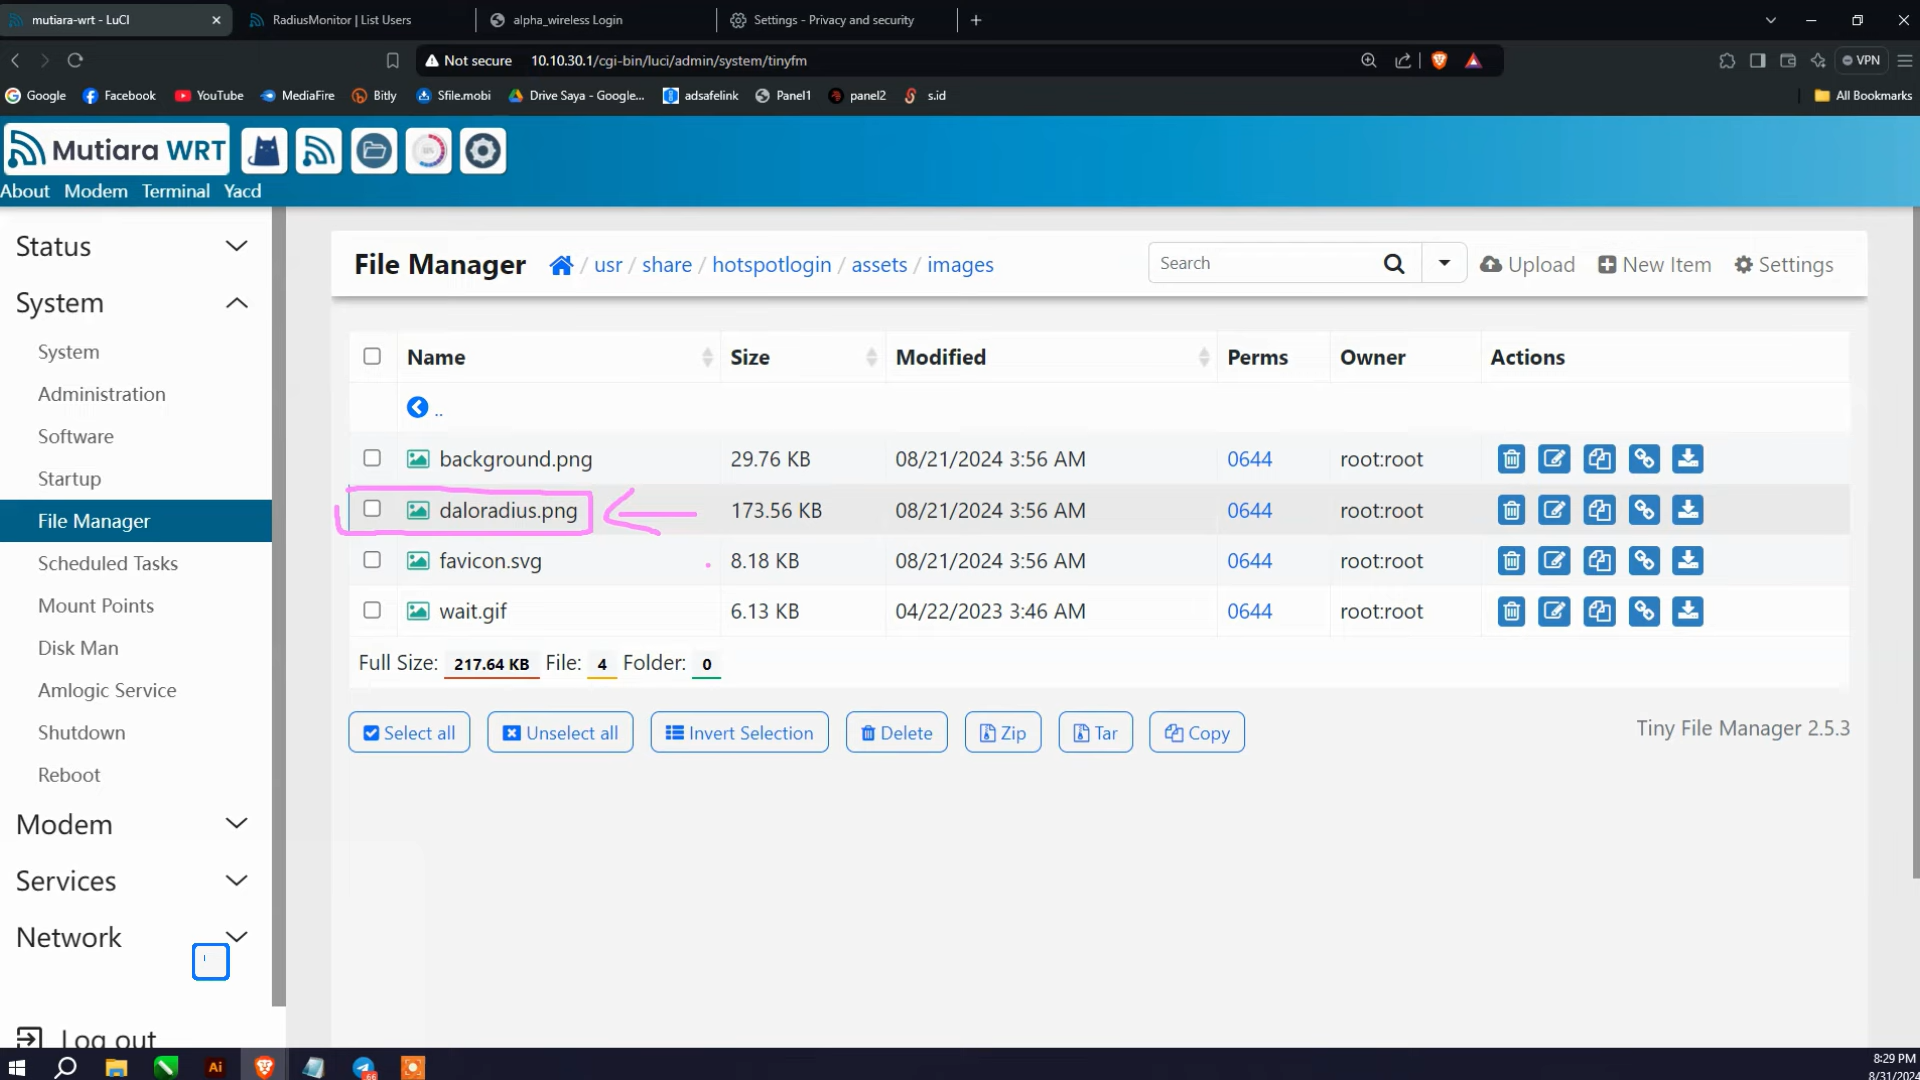 mutiara-wrt - LuCI
RadiusMonitor | List Users
alpha_wireless Login
Settings - Privacy and security
Not secure 10.10.30.1/cgi-bin/luci/admin/system/tinyfm
VPN
Google
Facebook
YouTube
MediaFire
Bitly
Sfile.mobi
Drive Saya - Google...
adsafelink
Panel1
panel2
s.id
All Bookmarks
Mutiara WRT
About Modem Terminal Yacd
Status
System
System
Administration
Software
Startup
File Manager
Scheduled Tasks
Mount Points
Disk Man
Amlogic Service
Shutdown
Reboot
Modem
Services
Network
Log out
File Manager / usr / share / hotspotlogin / assets / images
Search
Upload
New Item
Settings
Name Size Modified Perms Owner Actions
..
background.png 29.76 KB 08/21/2024 3:56 AM 0644 root:root
daloradius.png 173.56 KB 08/21/2024 3:56 AM 0644 root:root
favicon.svg 8.18 KB 08/21/2024 3:56 AM 0644 root:root
wait.gif 6.13 KB 04/22/2023 3:46 AM 0644 root:root
Full Size: 217.64 KB File: 4 Folder: 0
Select all
Unselect all
Invert Selection
Delete
Zip
Tar
Copy
Tiny File Manager 2.5.3
Ai
8:29 PM
8/31/2024